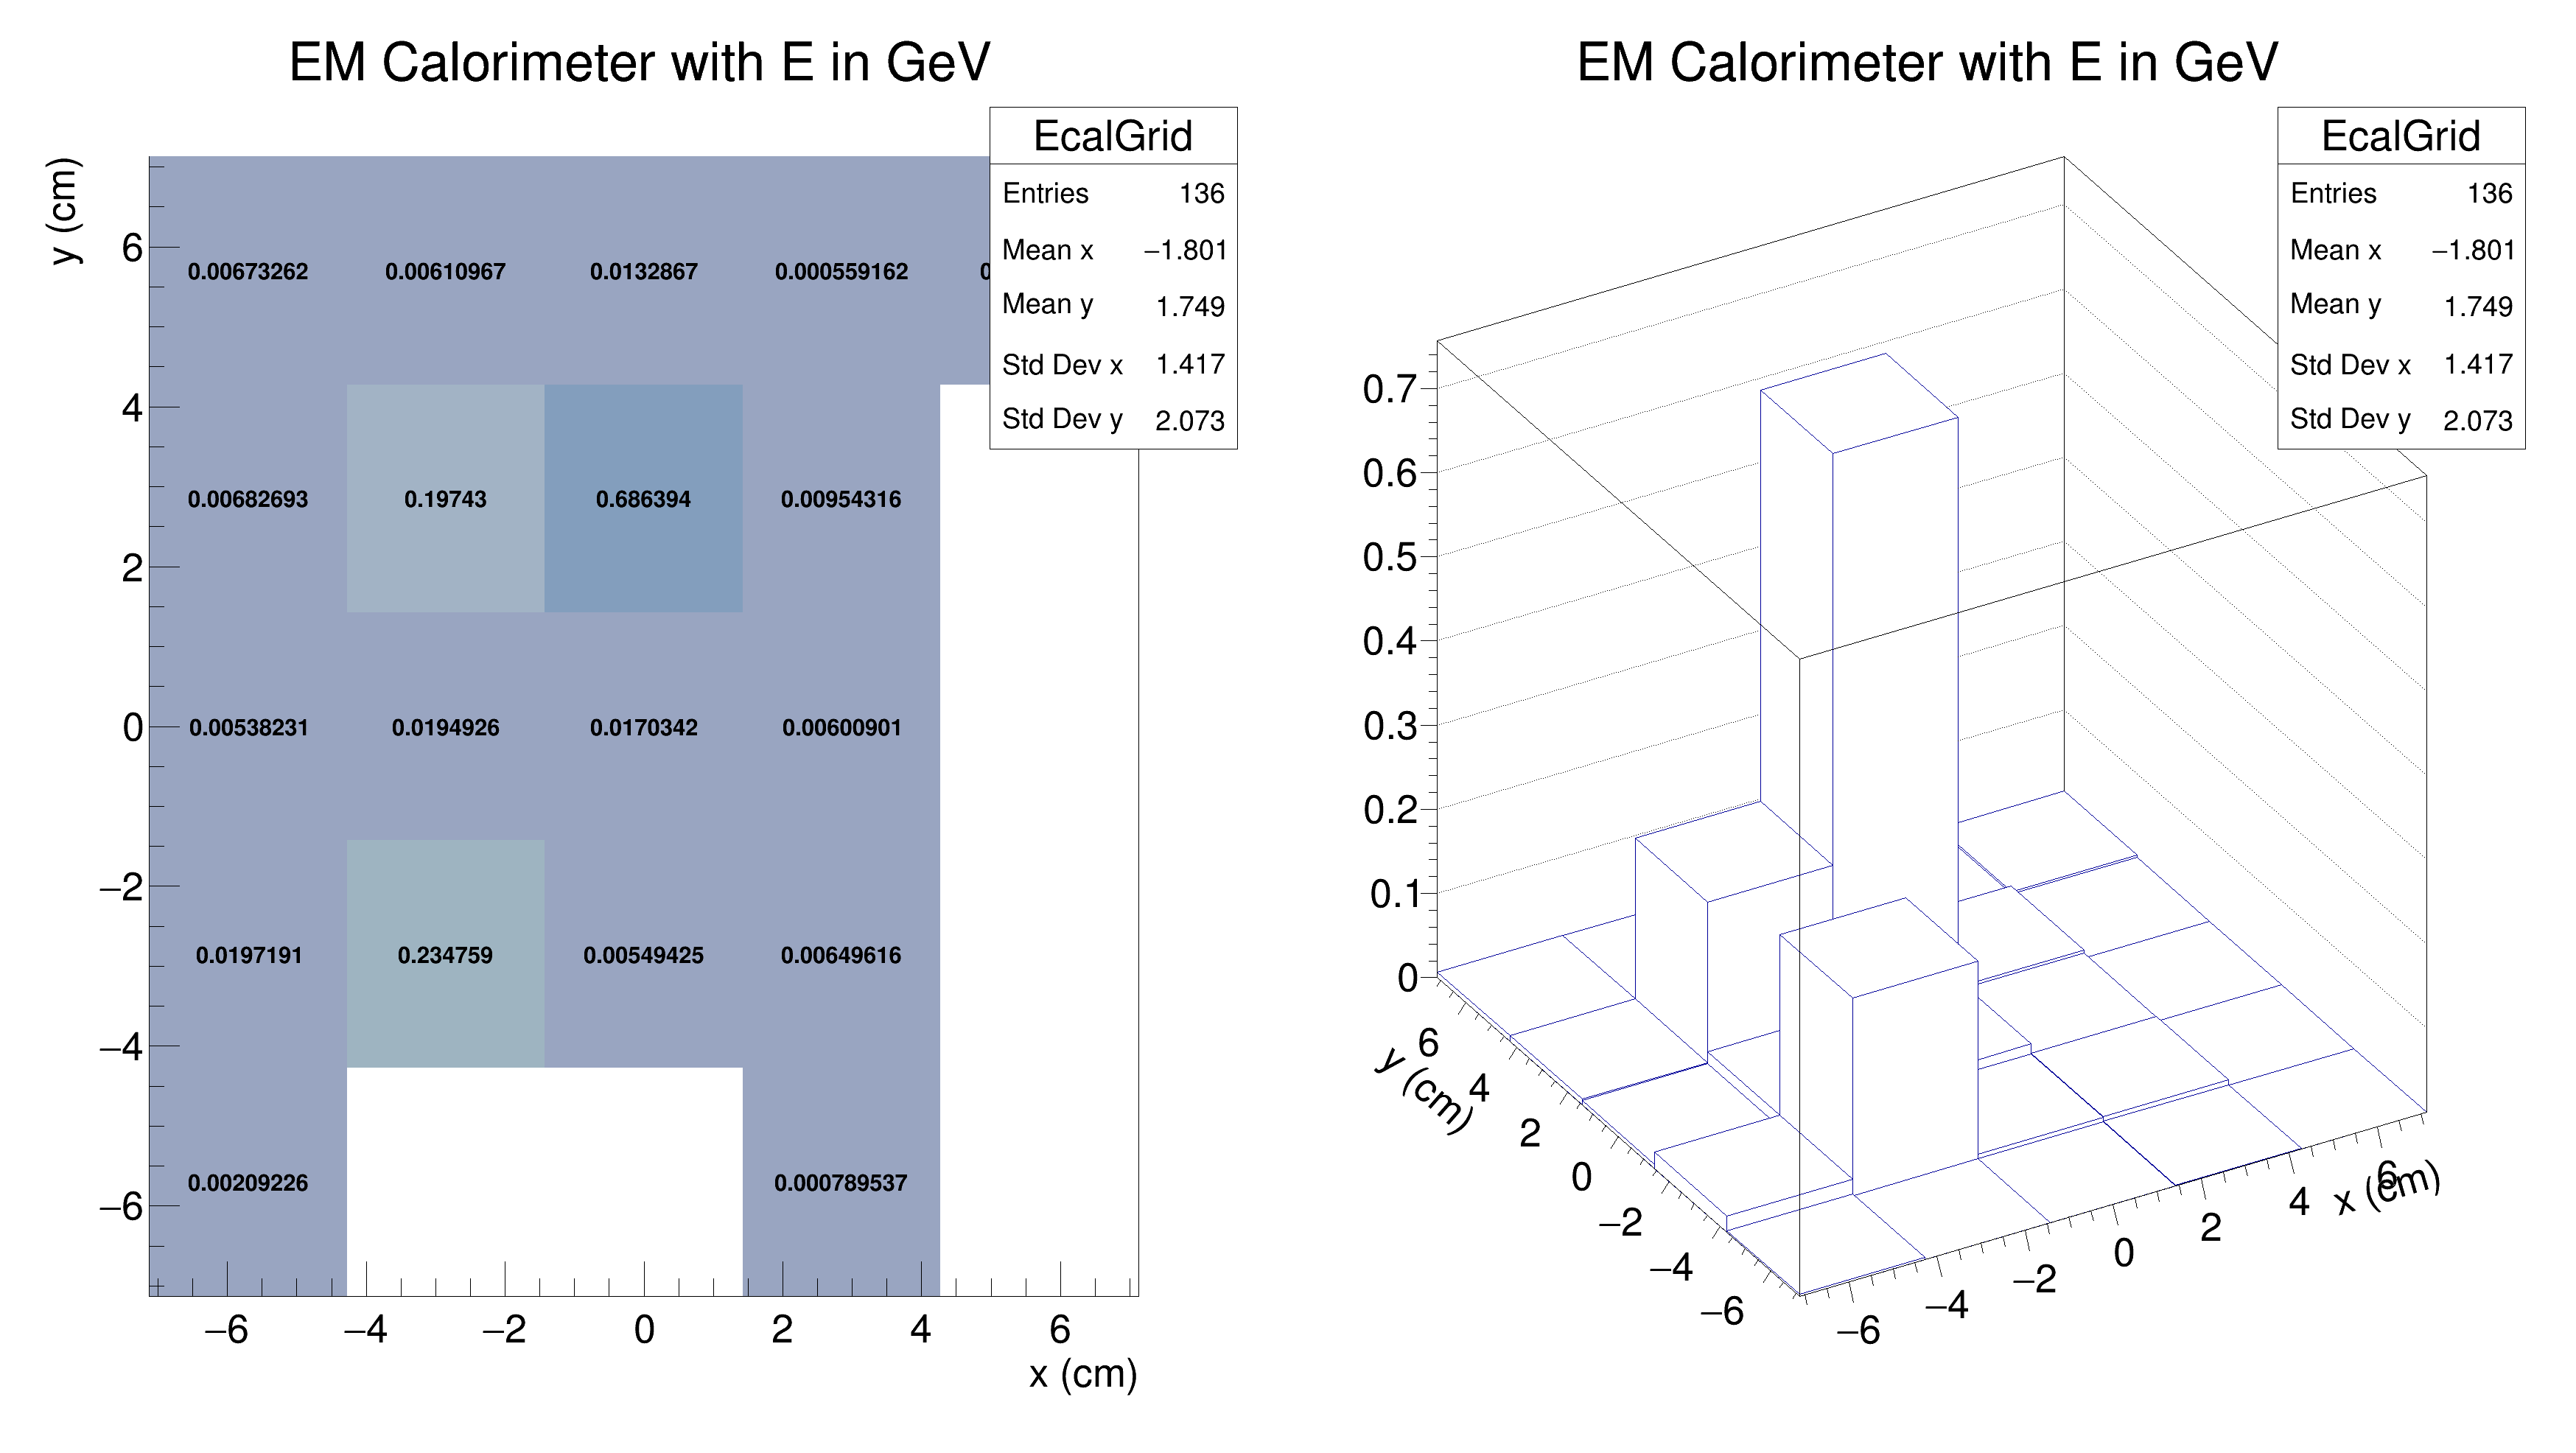 EM Calorimeter with E in GeV
EcalGrid
Entries 136
Mean x −1.801
Mean y 1.749
Std Dev x 1.417
Std Dev y 2.073
y (cm)
6
4
2
0
−2
−4
−6
0.00673262 0.00610967 0.0132867 0.000559162
0.00682693 0.19743 0.686394 0.00954316
0.00538231 0.0194926 0.0170342 0.00600901
0.0197191 0.234759 0.00549425 0.00649616
0.00209226 0.000789537
−6 −4 −2 0 2 4 6
x (cm)
EM Calorimeter with E in GeV
EcalGrid
Entries 136
Mean x −1.801
Mean y 1.749
Std Dev x 1.417
Std Dev y 2.073
0.7
0.6
0.5
0.4
0.3
0.2
0.1
0
y (cm)
6
4
2
0
−2
−4
−6
−6 −4 −2 0 2 4 6
x (cm)